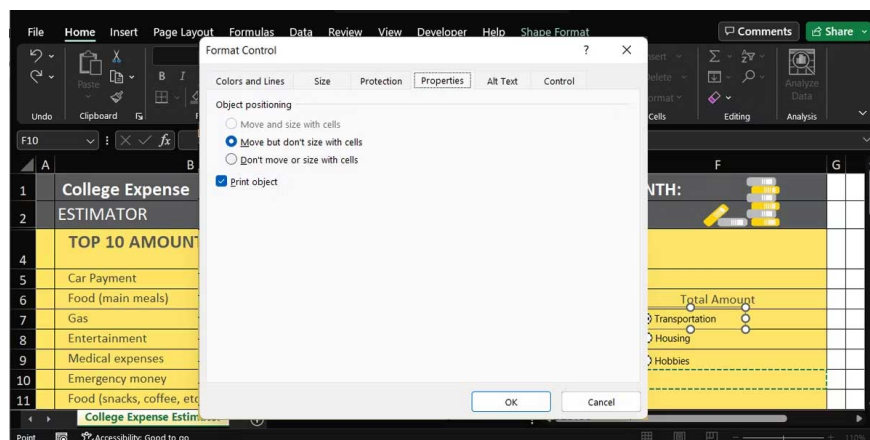 File Home Insert Page Layout Formulas Data Review View Developer Help Shape Format Comments Share
Format Control ? X
Paste
B I
Analyze
Data
Undo Clipboard Cells Editing Analysis
Colors and Lines Size Protection Properties Alt Text Control
Object positioning
Move and size with cells
Move but don't size with cells
Don't move or size with cells
Print object
F10 fx
A B F G
1 College Expense NTH:
2 ESTIMATOR
4 TOP 10 AMOUNT
5 Car Payment
6 Food (main meals) Total Amount
7 Gas Transportation
8 Entertainment Housing
9 Medical expenses Hobbies
10 Emergency money
11 Food (snacks, coffee, etc
OK Cancel
College Expense Estim
Point Accessibility: Good to go 110%